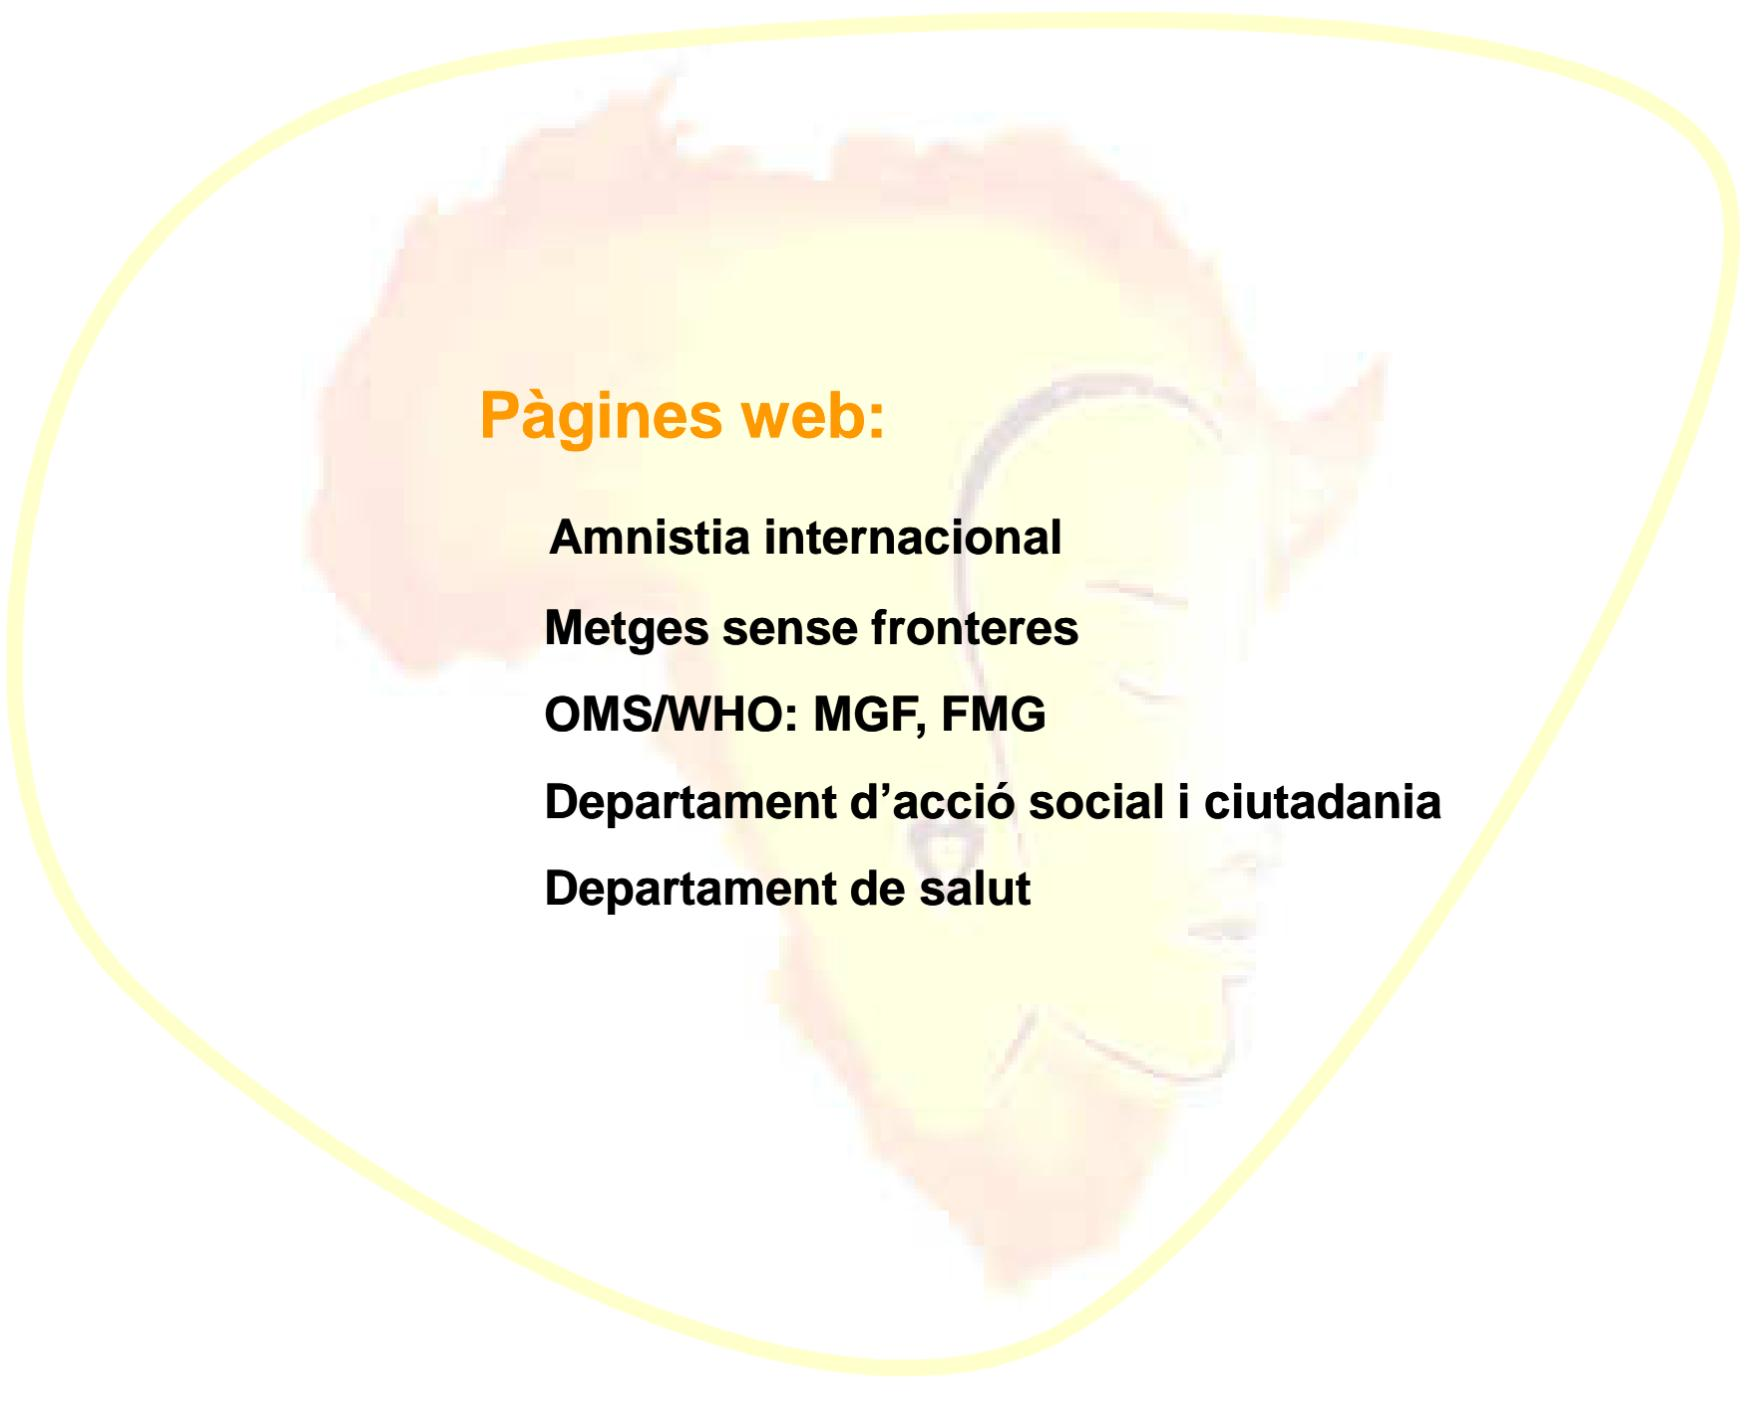 Pàgines web:
Amnistia internacional
Metges sense fronteres
OMS/WHO: MGF, FMG
Departament d’acció social i ciutadania
Departament de salut